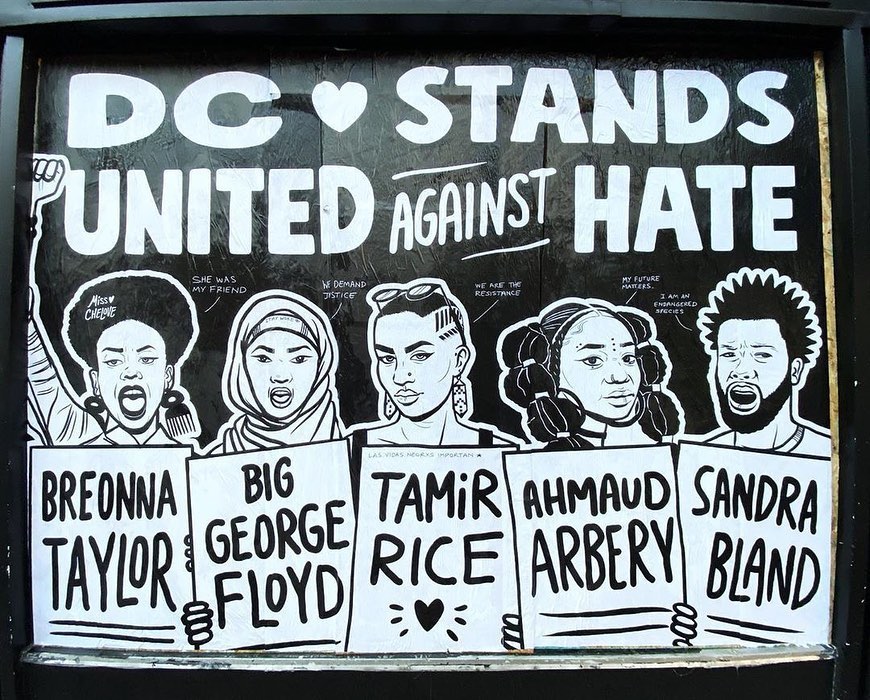 DC ♥ STANDS
UNITED AGAINST HATE
Miss ♥
CHELOVE
SHE WAS
MY FRIEND
WE DEMAND
JUSTICE
WE ARE THE
RESISTANCE
MY FUTURE
MATTERS.
I AM AN
ENDANGERED
SPECIES
STAY WOKE
BREONNA
TAYLOR
BIG
GEORGE
FLOYD
LAS VIDAS NEGRXS IMPORTAN
TAMiR
RICE
AHMAUD
ARBERY
SANDRA
BLAND